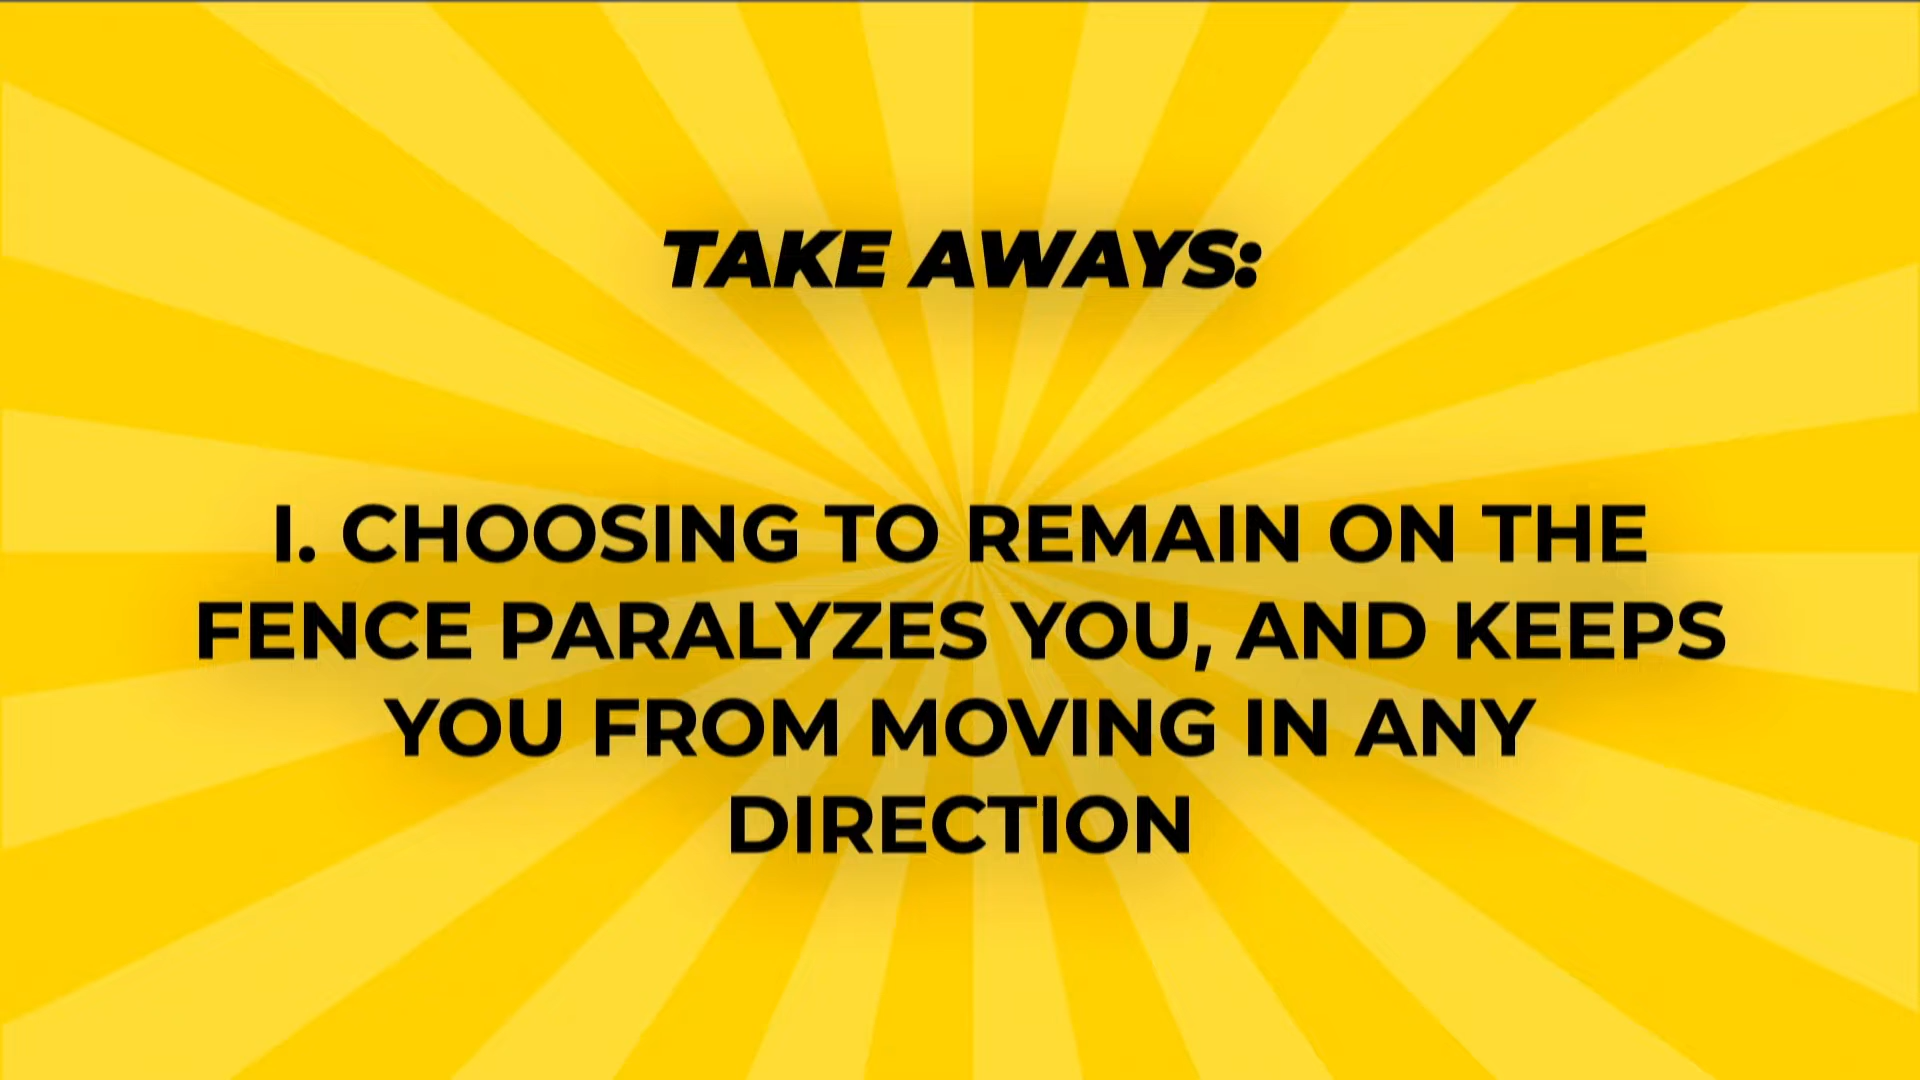 TAKE AWAYS:
I. CHOOSING TO REMAIN ON THE
FENCE PARALYZES YOU, AND KEEPS
YOU FROM MOVING IN ANY
DIRECTION